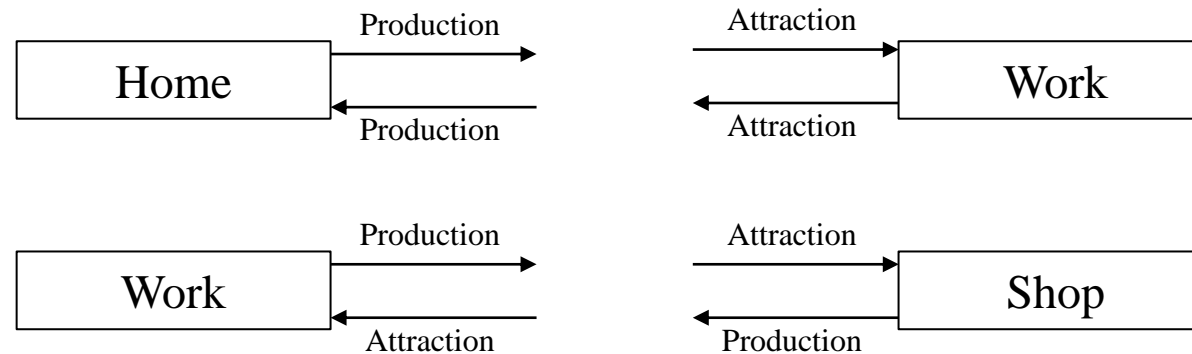 Production
Attraction
Home
Work
Production
Attraction
Production
Attraction
Work
Shop
Attraction
Production